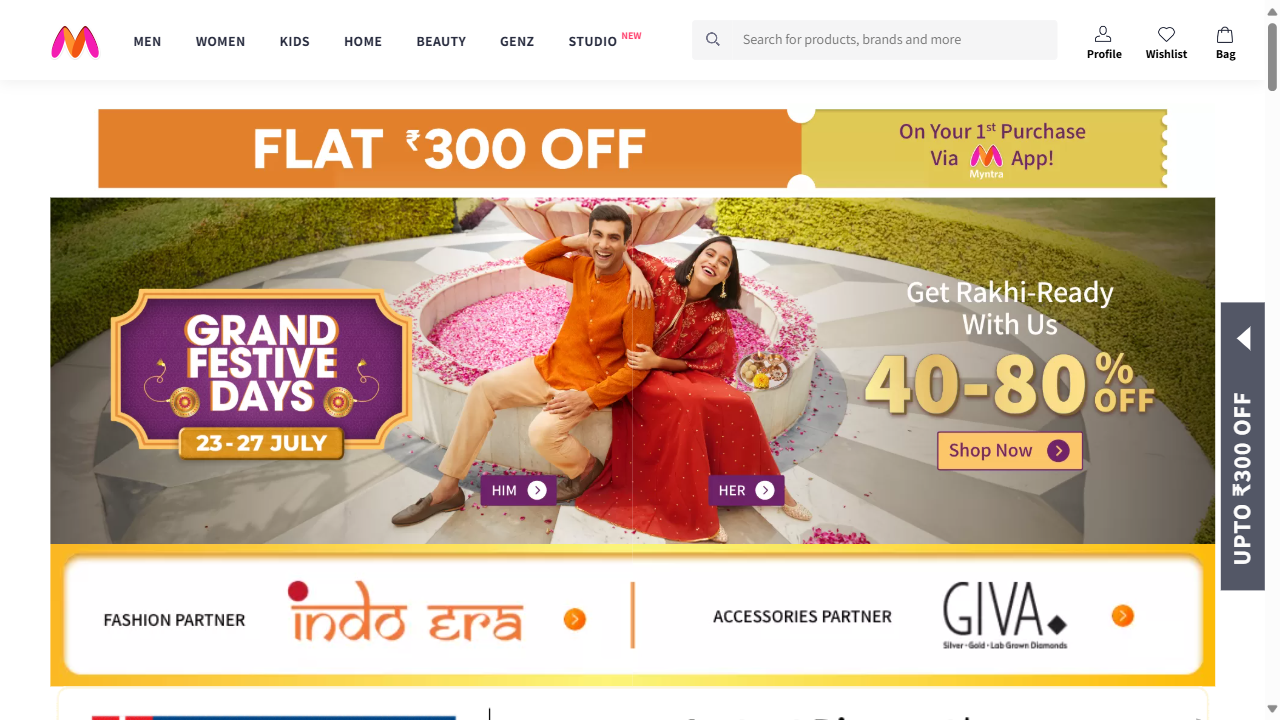 MEN
WOMEN
KIDS
HOME
BEAUTY
GENZ
STUDIO NEW
Search for products, brands and more
Profile
Wishlist
Bag
FLAT ₹300 OFF
On Your 1st Purchase
Via Myntra App!
GRAND
FESTIVE
DAYS
23-27 JULY
HIM
HER
Get Rakhi-Ready
With Us
40-80% OFF
Shop Now
UPTO ₹300 OFF
FASHION PARTNER
indo era
ACCESSORIES PARTNER
GIVA
Silver • Gold • Lab Grown Diamonds